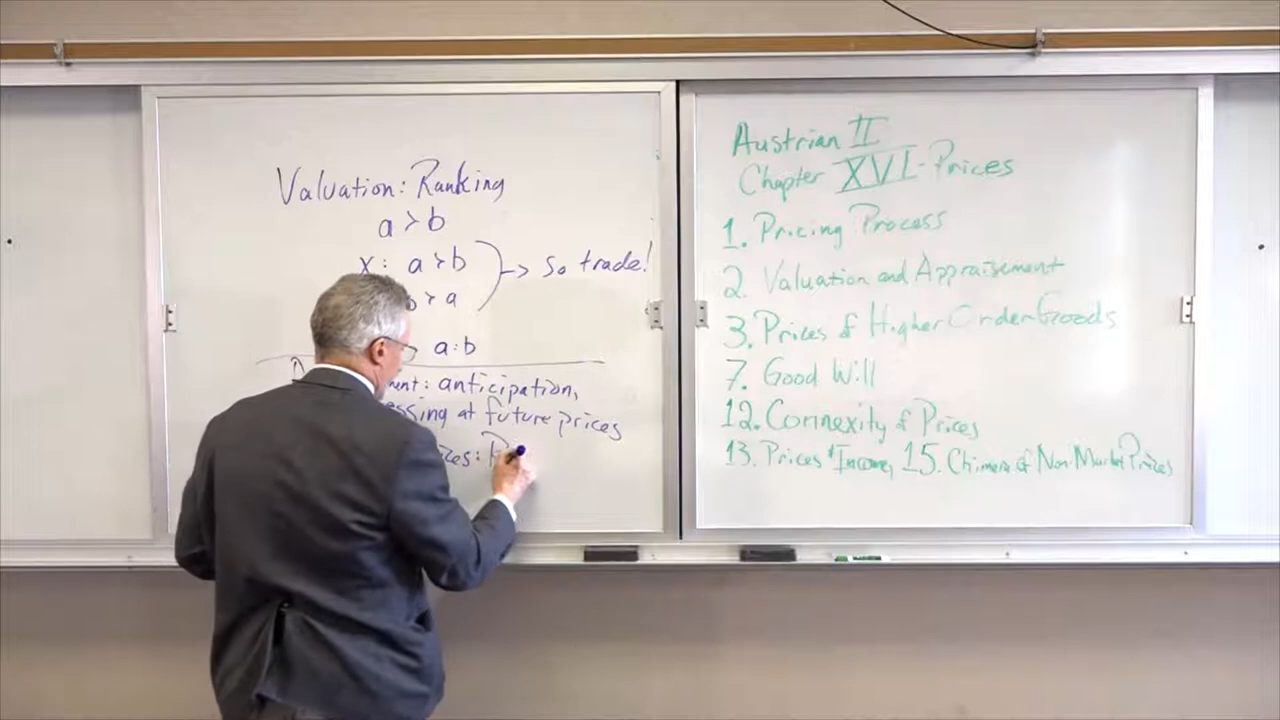 Valuation: Ranking
a > b
X: a > b
> a
→ So trade!
a:b
anticipation,
at future prices
Austrian II
Chapter XVI - Prices
1. Pricing Process
2. Valuation and Appraisement
3. Prices of Higher Order Goods
7. Good Will
12. Connexity of Prices
13. Prices & Income, 15. Chimera of Non-Market Prices